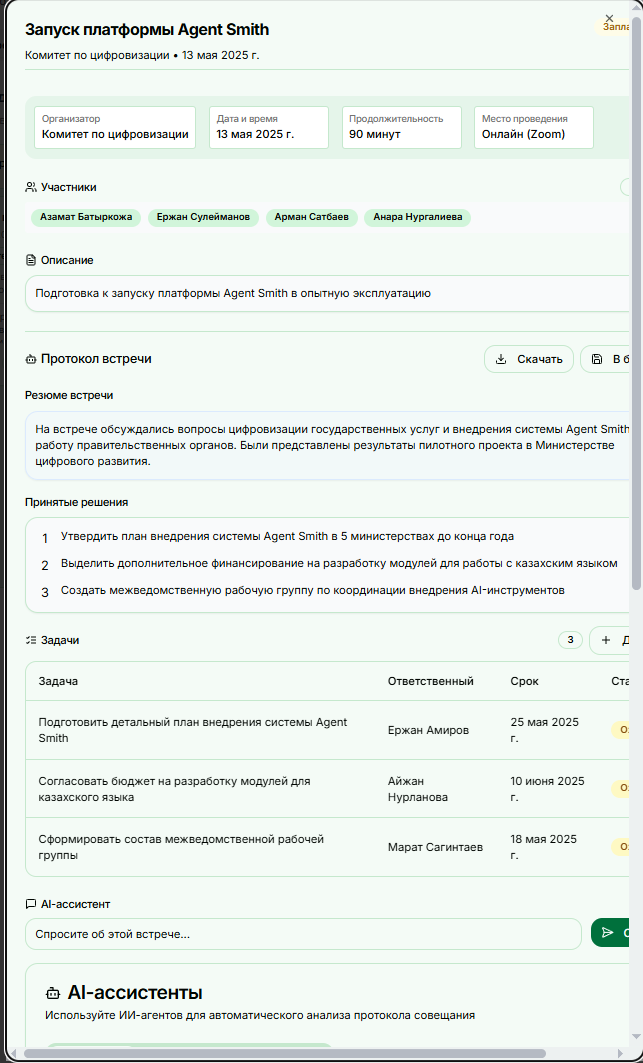 Запуск платформы Agent Smith
Комитет по цифровизации • 13 мая 2025 г.
Организатор
Комитет по цифровизации
Дата и время
13 мая 2025 г.
Продолжительность
90 минут
Место проведения
Онлайн (Zoom)
Участники
Азамат Батыркожа
Ержан Сулейманов
Арман Сатбаев
Анара Нургалиева
Описание
Подготовка к запуску платформы Agent Smith в опытную эксплуатацию
Протокол встречи
Скачать
В
Резюме встречи
На встрече обсуждались вопросы цифровизации государственных услуг и внедрения системы Agent Smith
работу правительственных органов. Были представлены результаты пилотного проекта в Министерстве
цифрового развития.
Принятые решения
1 Утвердить план внедрения системы Agent Smith в 5 министерствах до конца года
2 Выделить дополнительное финансирование на разработку модулей для работы с казахским языком
3 Создать межведомственную рабочую группу по координации внедрения AI-инструментов
Задачи
3
Задача Ответственный Срок
Подготовить детальный план внедрения системы Agent
Smith
Ержан Амиров
25 мая 2025
г.
Согласовать бюджет на разработку модулей для
казахского языка
Айжан
Нурланова
10 июня 2025
г.
Сформировать состав межведомственной рабочей
группы
Марат Сагинтаев
18 мая 2025
г.
AI-ассистент
Спросите об этой встрече...
AI-ассистенты
Используйте ИИ-агентов для автоматического анализа протокола совещания